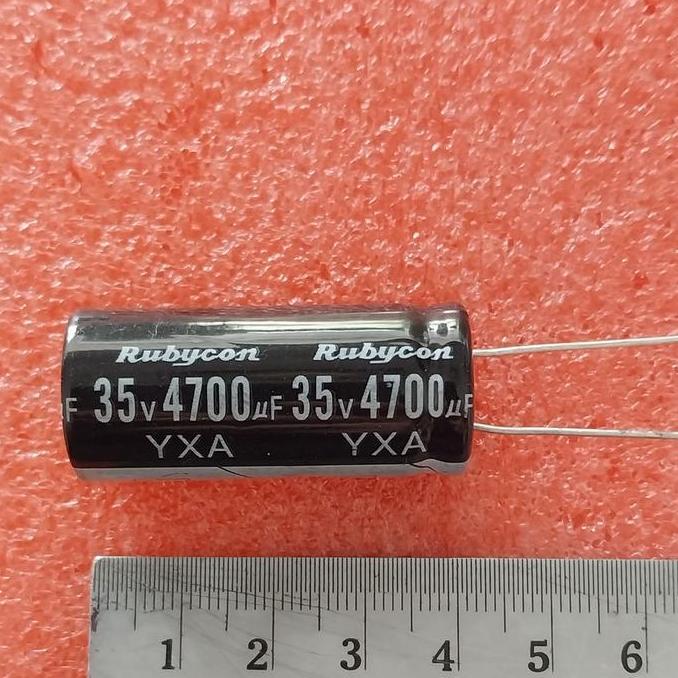 Rubycon Rubycon
F 35V 4700µF 35V 4700µF
YXA YXA
1 2 3 4 5 6